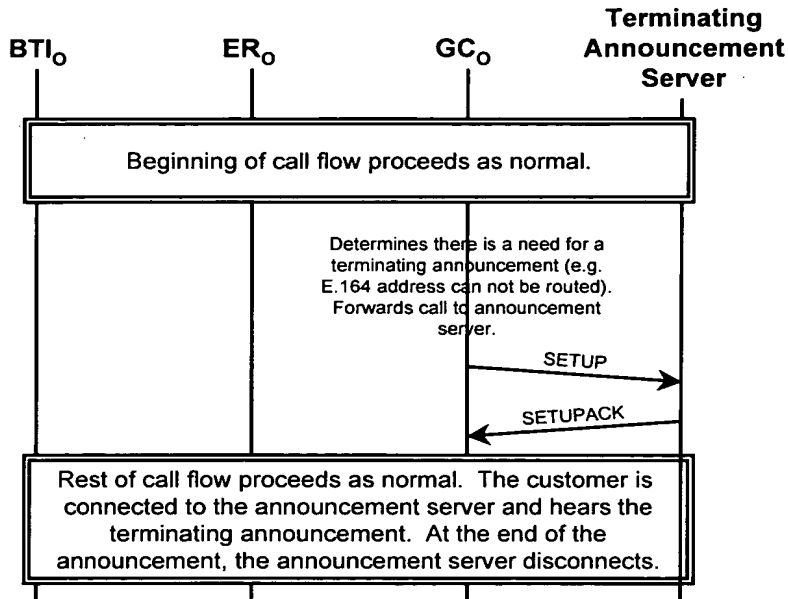 Terminating
Announcement
Server
BTIO
ERO
GCO
Beginning of call flow proceeds as normal.
Determines there is a need for a
terminating announcement (e.g.
E.164 address can not be routed).
Forwards call to announcement
server.
SETUP
SETUPACK
Rest of call flow proceeds as normal. The customer is
connected to the announcement server and hears the
terminating announcement. At the end of the
announcement, the announcement server disconnects.